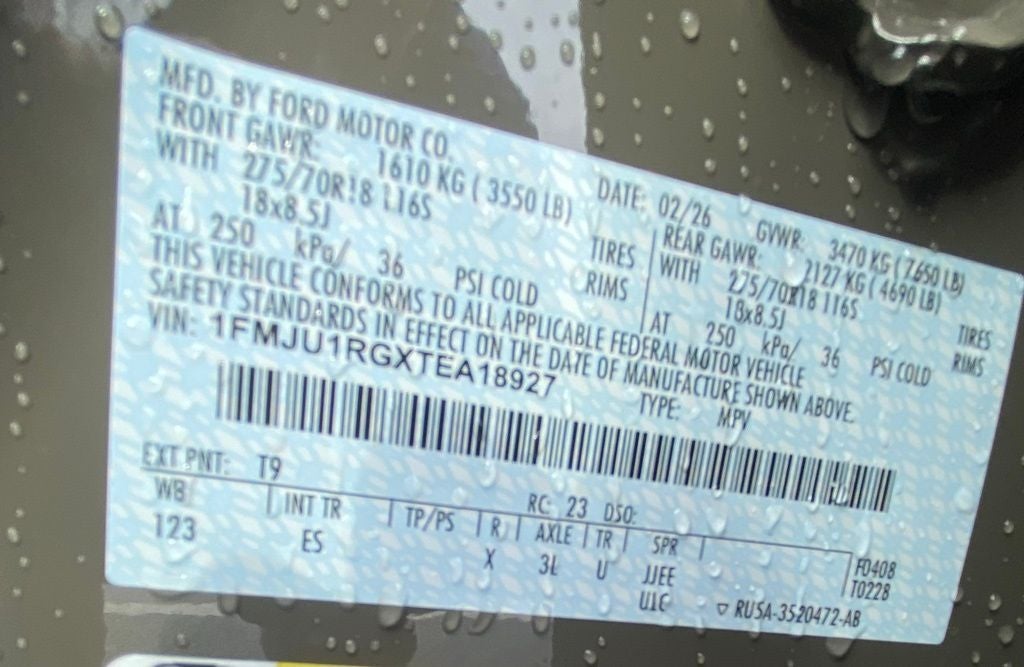 MFD. BY FORD MOTOR CO.
DATE: 02/26 GVWR: 3470 KG (7650 LB)
FRONT GAWR: 1610 KG (3550 LB)
REAR GAWR: 2127 KG (4690 LB)
WITH 275/70R18 116S TIRES
WITH 275/70R18 116S TIRES
18x8.5J RIMS
18x8.5J RIMS
AT 250 kPa/ 36 PSI COLD
AT 250 kPa/ 36 PSI COLD
THIS VEHICLE CONFORMS TO ALL APPLICABLE FEDERAL MOTOR VEHICLE
SAFETY STANDARDS IN EFFECT ON THE DATE OF MANUFACTURE SHOWN ABOVE.
VIN: 1FMJU1RGXTEA18927 TYPE: MPV
EXT PNT: T9 RC: 23 DSO:
WB INT TR TP/PS R AXLE TR SPR
123 ES X 3L U JJEE
UIC
F0408
T0228
▽ RU5A-3520472-AB